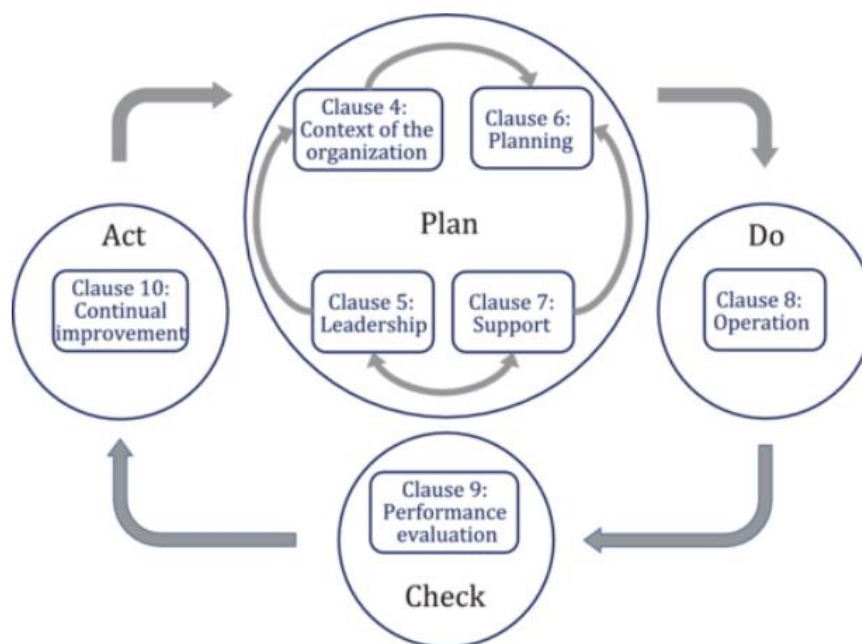 Clause 4:
Context of the
organization
Clause 6:
Planning
Plan
Clause 5:
Leadership
Clause 7:
Support
Act
Clause 10:
Continual
improvement
Do
Clause 8:
Operation
Clause 9:
Performance
evaluation
Check